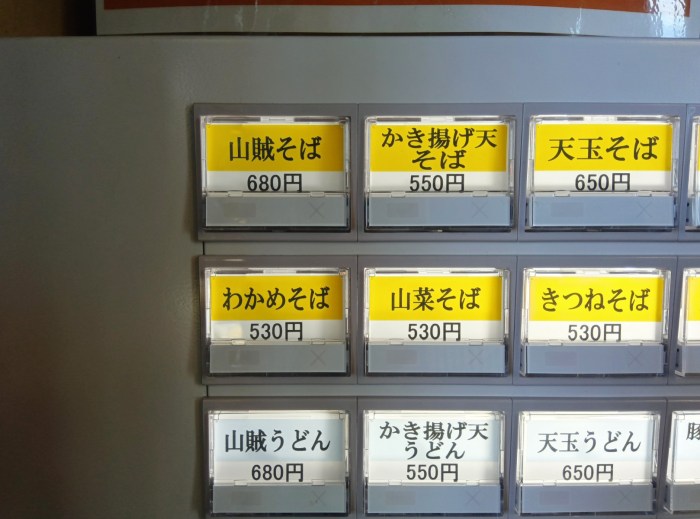 山賊そば
680円
かき揚げ天
そば
550円
天玉そば
650円
わかめそば
530円
山菜そば
530円
きつねそば
530円
山賊うどん
680円
かき揚げ天
うどん
550円
天玉うどん
650円
豚